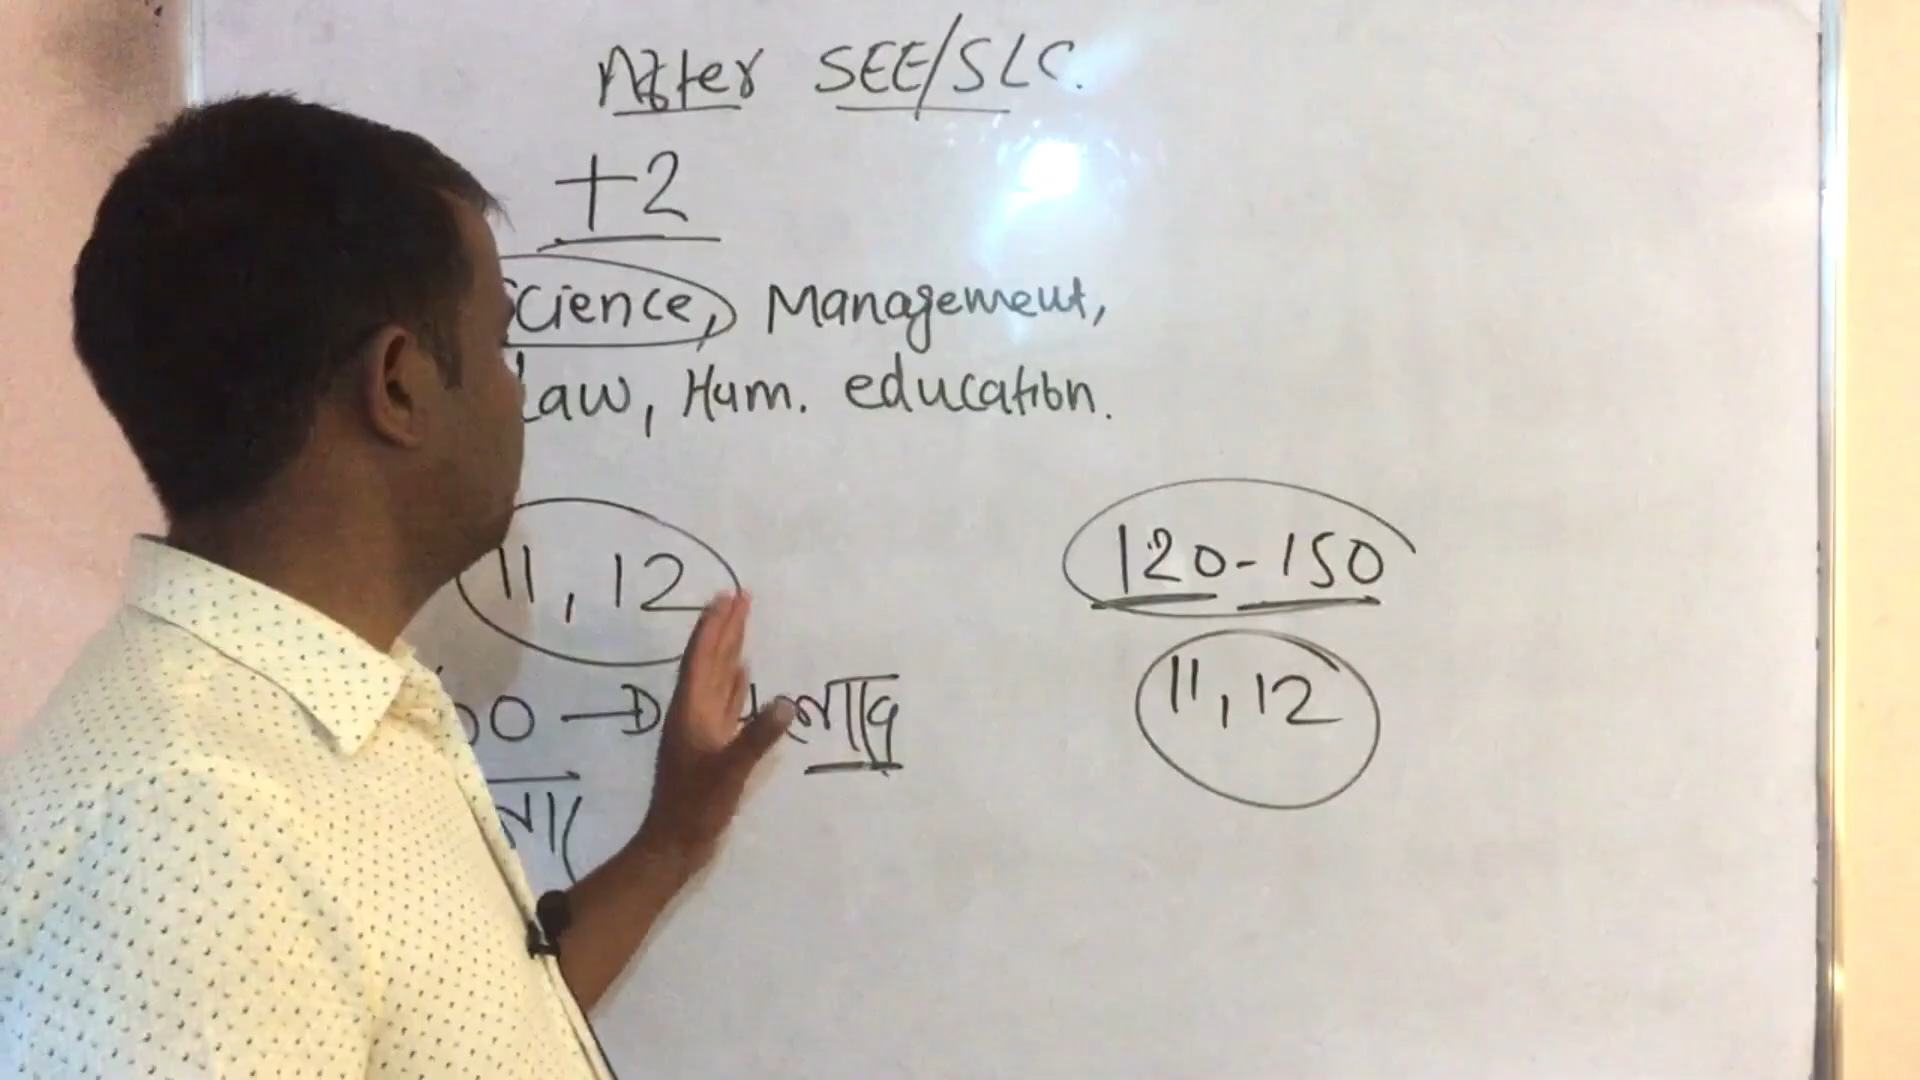 After SEE/SLC.
+2
Science, Management,
Law, Hum. education.
11, 12
120-150
11, 12